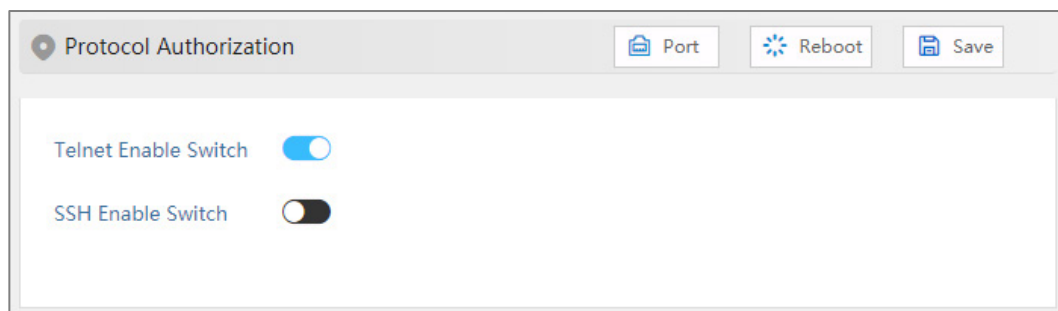 Protocol Authorization Port Reboot Save
Telnet Enable Switch
SSH Enable Switch